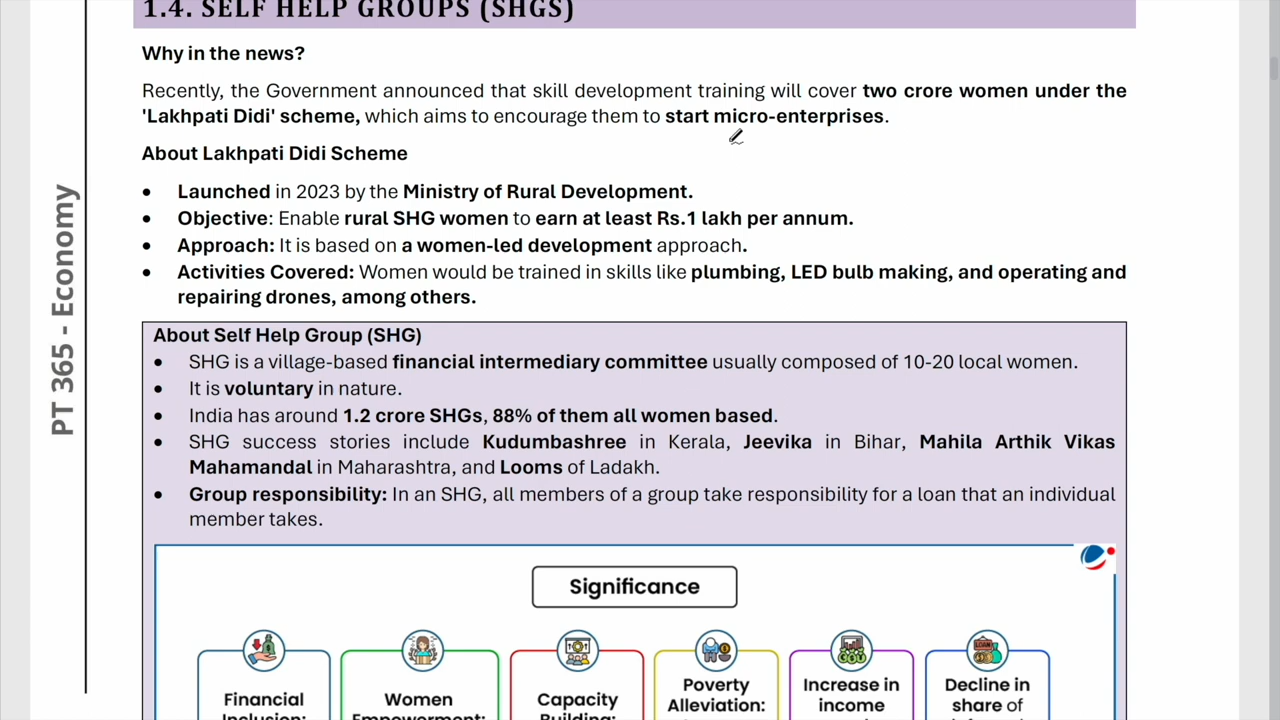 1.4. SELF HELP GROUPS (SHGS)
Why in the news?
Recently, the Government announced that skill development training will cover two crore women under the
'Lakhpati Didi' scheme, which aims to encourage them to start micro-enterprises.
About Lakhpati Didi Scheme
• Launched in 2023 by the Ministry of Rural Development.
• Objective: Enable rural SHG women to earn at least Rs.1 lakh per annum.
• Approach: It is based on a women-led development approach.
• Activities Covered: Women would be trained in skills like plumbing, LED bulb making, and operating and
repairing drones, among others.
PT 365 - Economy
About Self Help Group (SHG)
• SHG is a village-based financial intermediary committee usually composed of 10-20 local women.
• It is voluntary in nature.
• India has around 1.2 crore SHGs, 88% of them all women based.
• SHG success stories include Kudumbashree in Kerala, Jeevika in Bihar, Mahila Arthik Vikas
Mahamandal in Maharashtra, and Looms of Ladakh.
• Group responsibility: In an SHG, all members of a group take responsibility for a loan that an individual
member takes.
Significance
Financial
Inclusion:
Women
Empowerment:
Capacity
Building:
Poverty
Alleviation:
Increase in
income
Decline in
share of